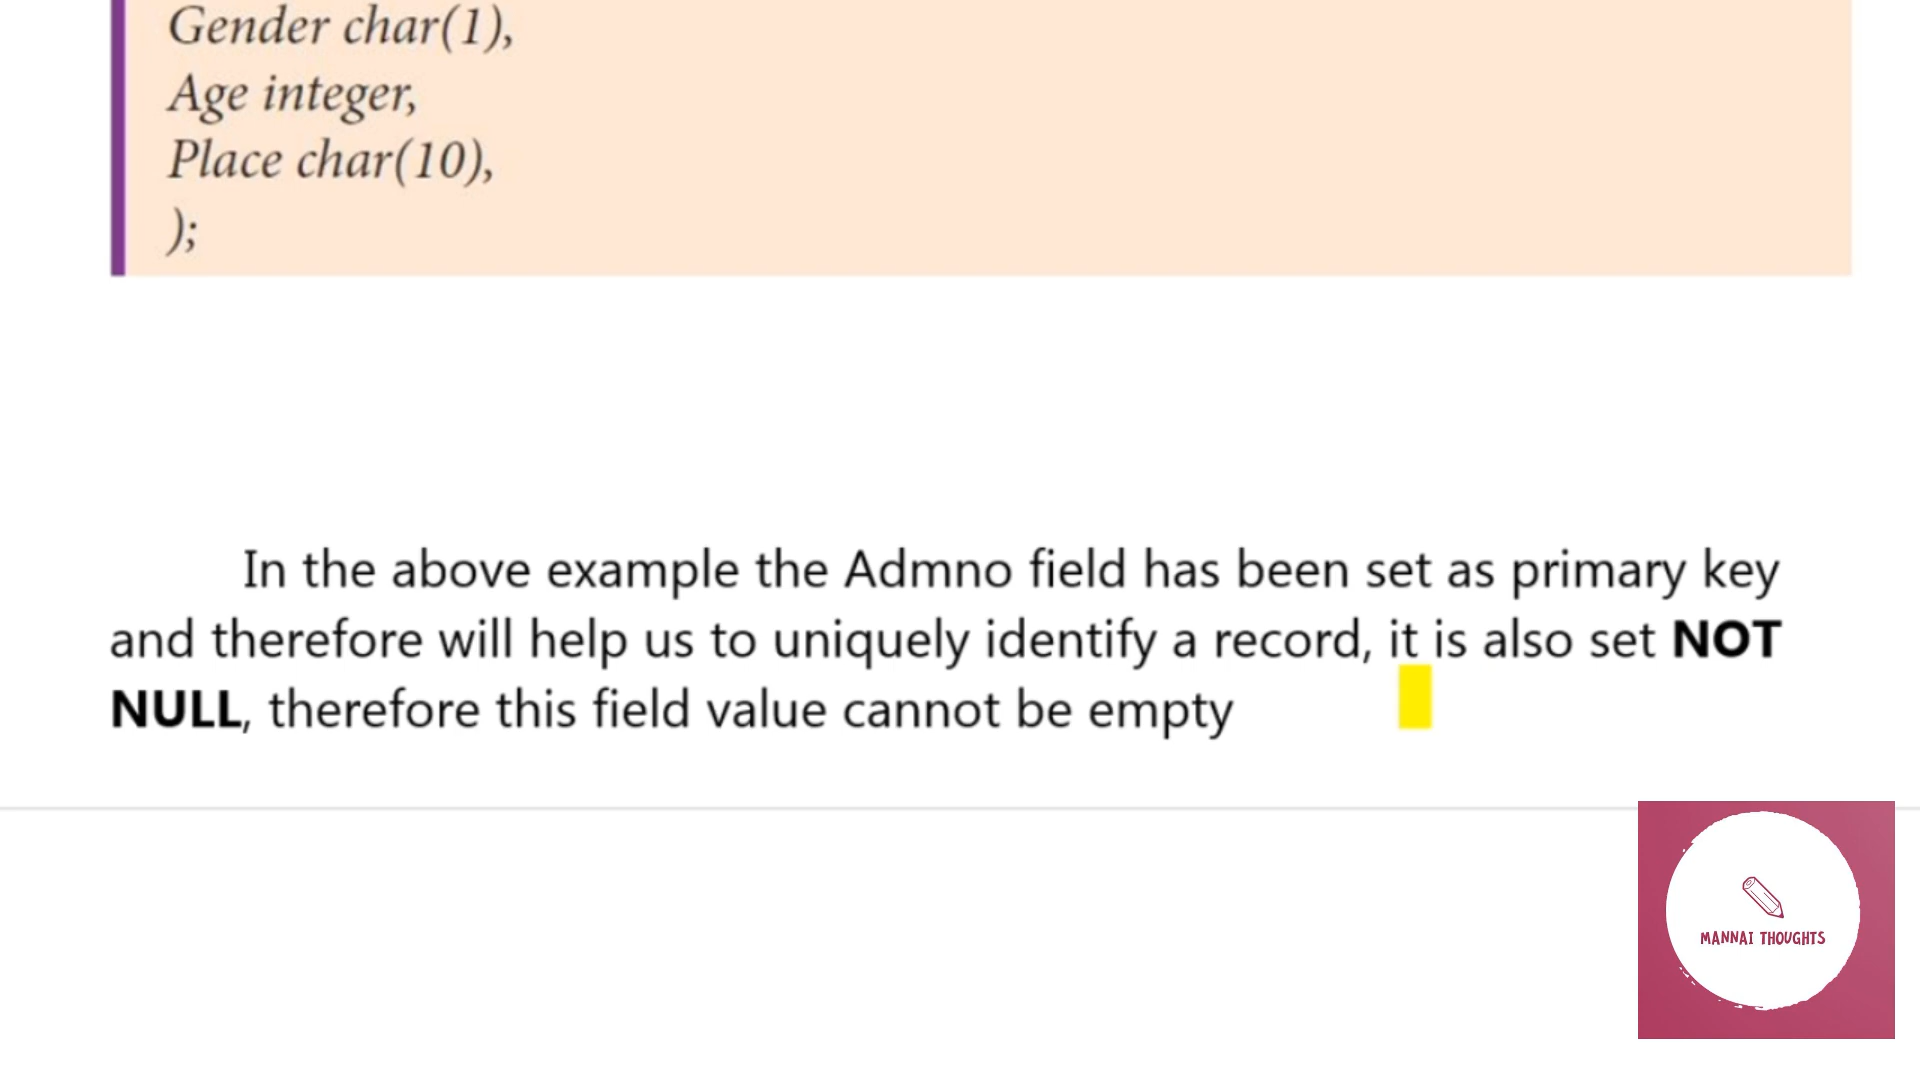 Gender char(1),
Age integer,
Place char(10),
);
In the above example the Admno field has been set as primary key
and therefore will help us to uniquely identify a record, it is also set NOT
NULL, therefore this field value cannot be empty
MANNAI THOUGHTS